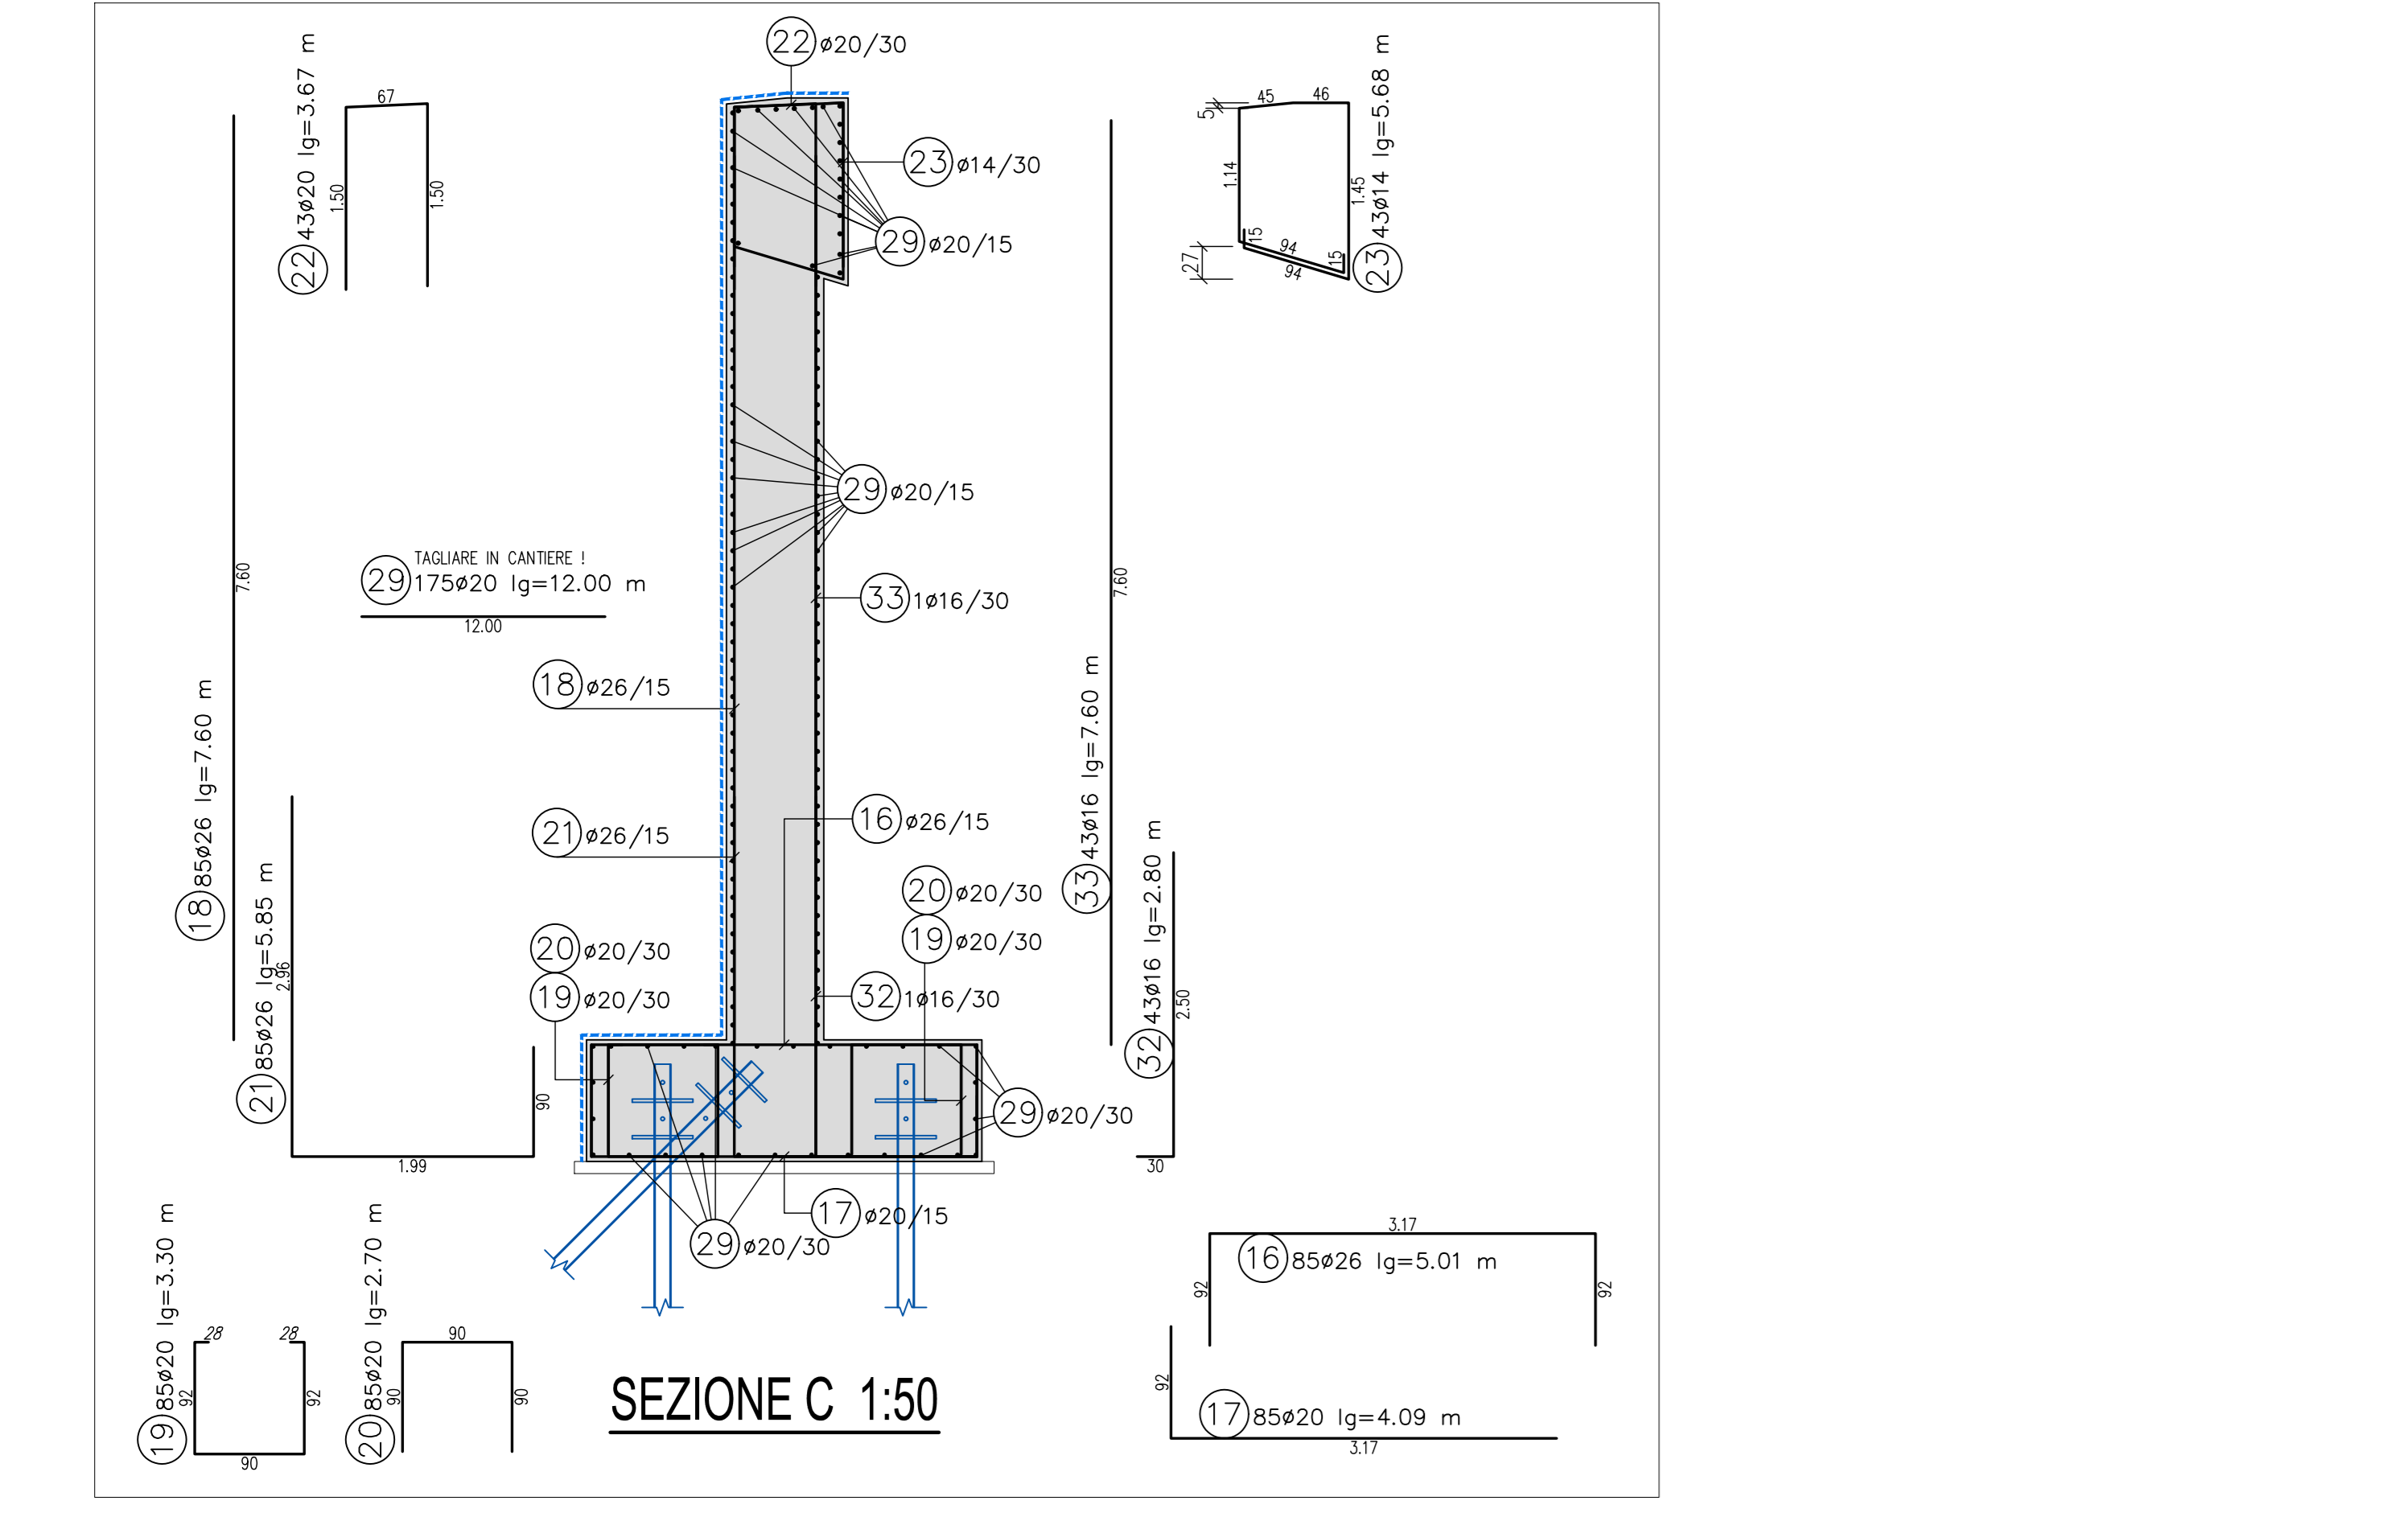 22 ø20/30
23 ø14/30
29 ø20/15
22 43ø20 lg=3.67 m
67
1.50
1.50
45
46
5
1.14
1.45
15
94
15
94
27
23 43ø14 lg=5.68 m
29 ø20/15
7.60
18 85ø26 lg=7.60 m
TAGLIARE IN CANTIERE !
29 175ø20 lg=12.00 m
12.00
33 1ø16/30
7.60
33 43ø16 lg=7.60 m
18 ø26/15
21 ø26/15
16 ø26/15
20 ø20/30
19 ø20/30
20 ø20/30
19 ø20/30
32 1ø16/30
21 85ø26 lg=5.85 m
2.96
90
1.99
32 43ø16 lg=2.80 m
2.50
30
29 ø20/30
17 ø20/15
29 ø20/30
19 85ø20 lg=3.30 m
28
28
92
92
90
20 85ø20 lg=2.70 m
90
90
90
3.17
16 85ø26 lg=5.01 m
92
92
92
17 85ø20 lg=4.09 m
3.17
SEZIONE C 1:50